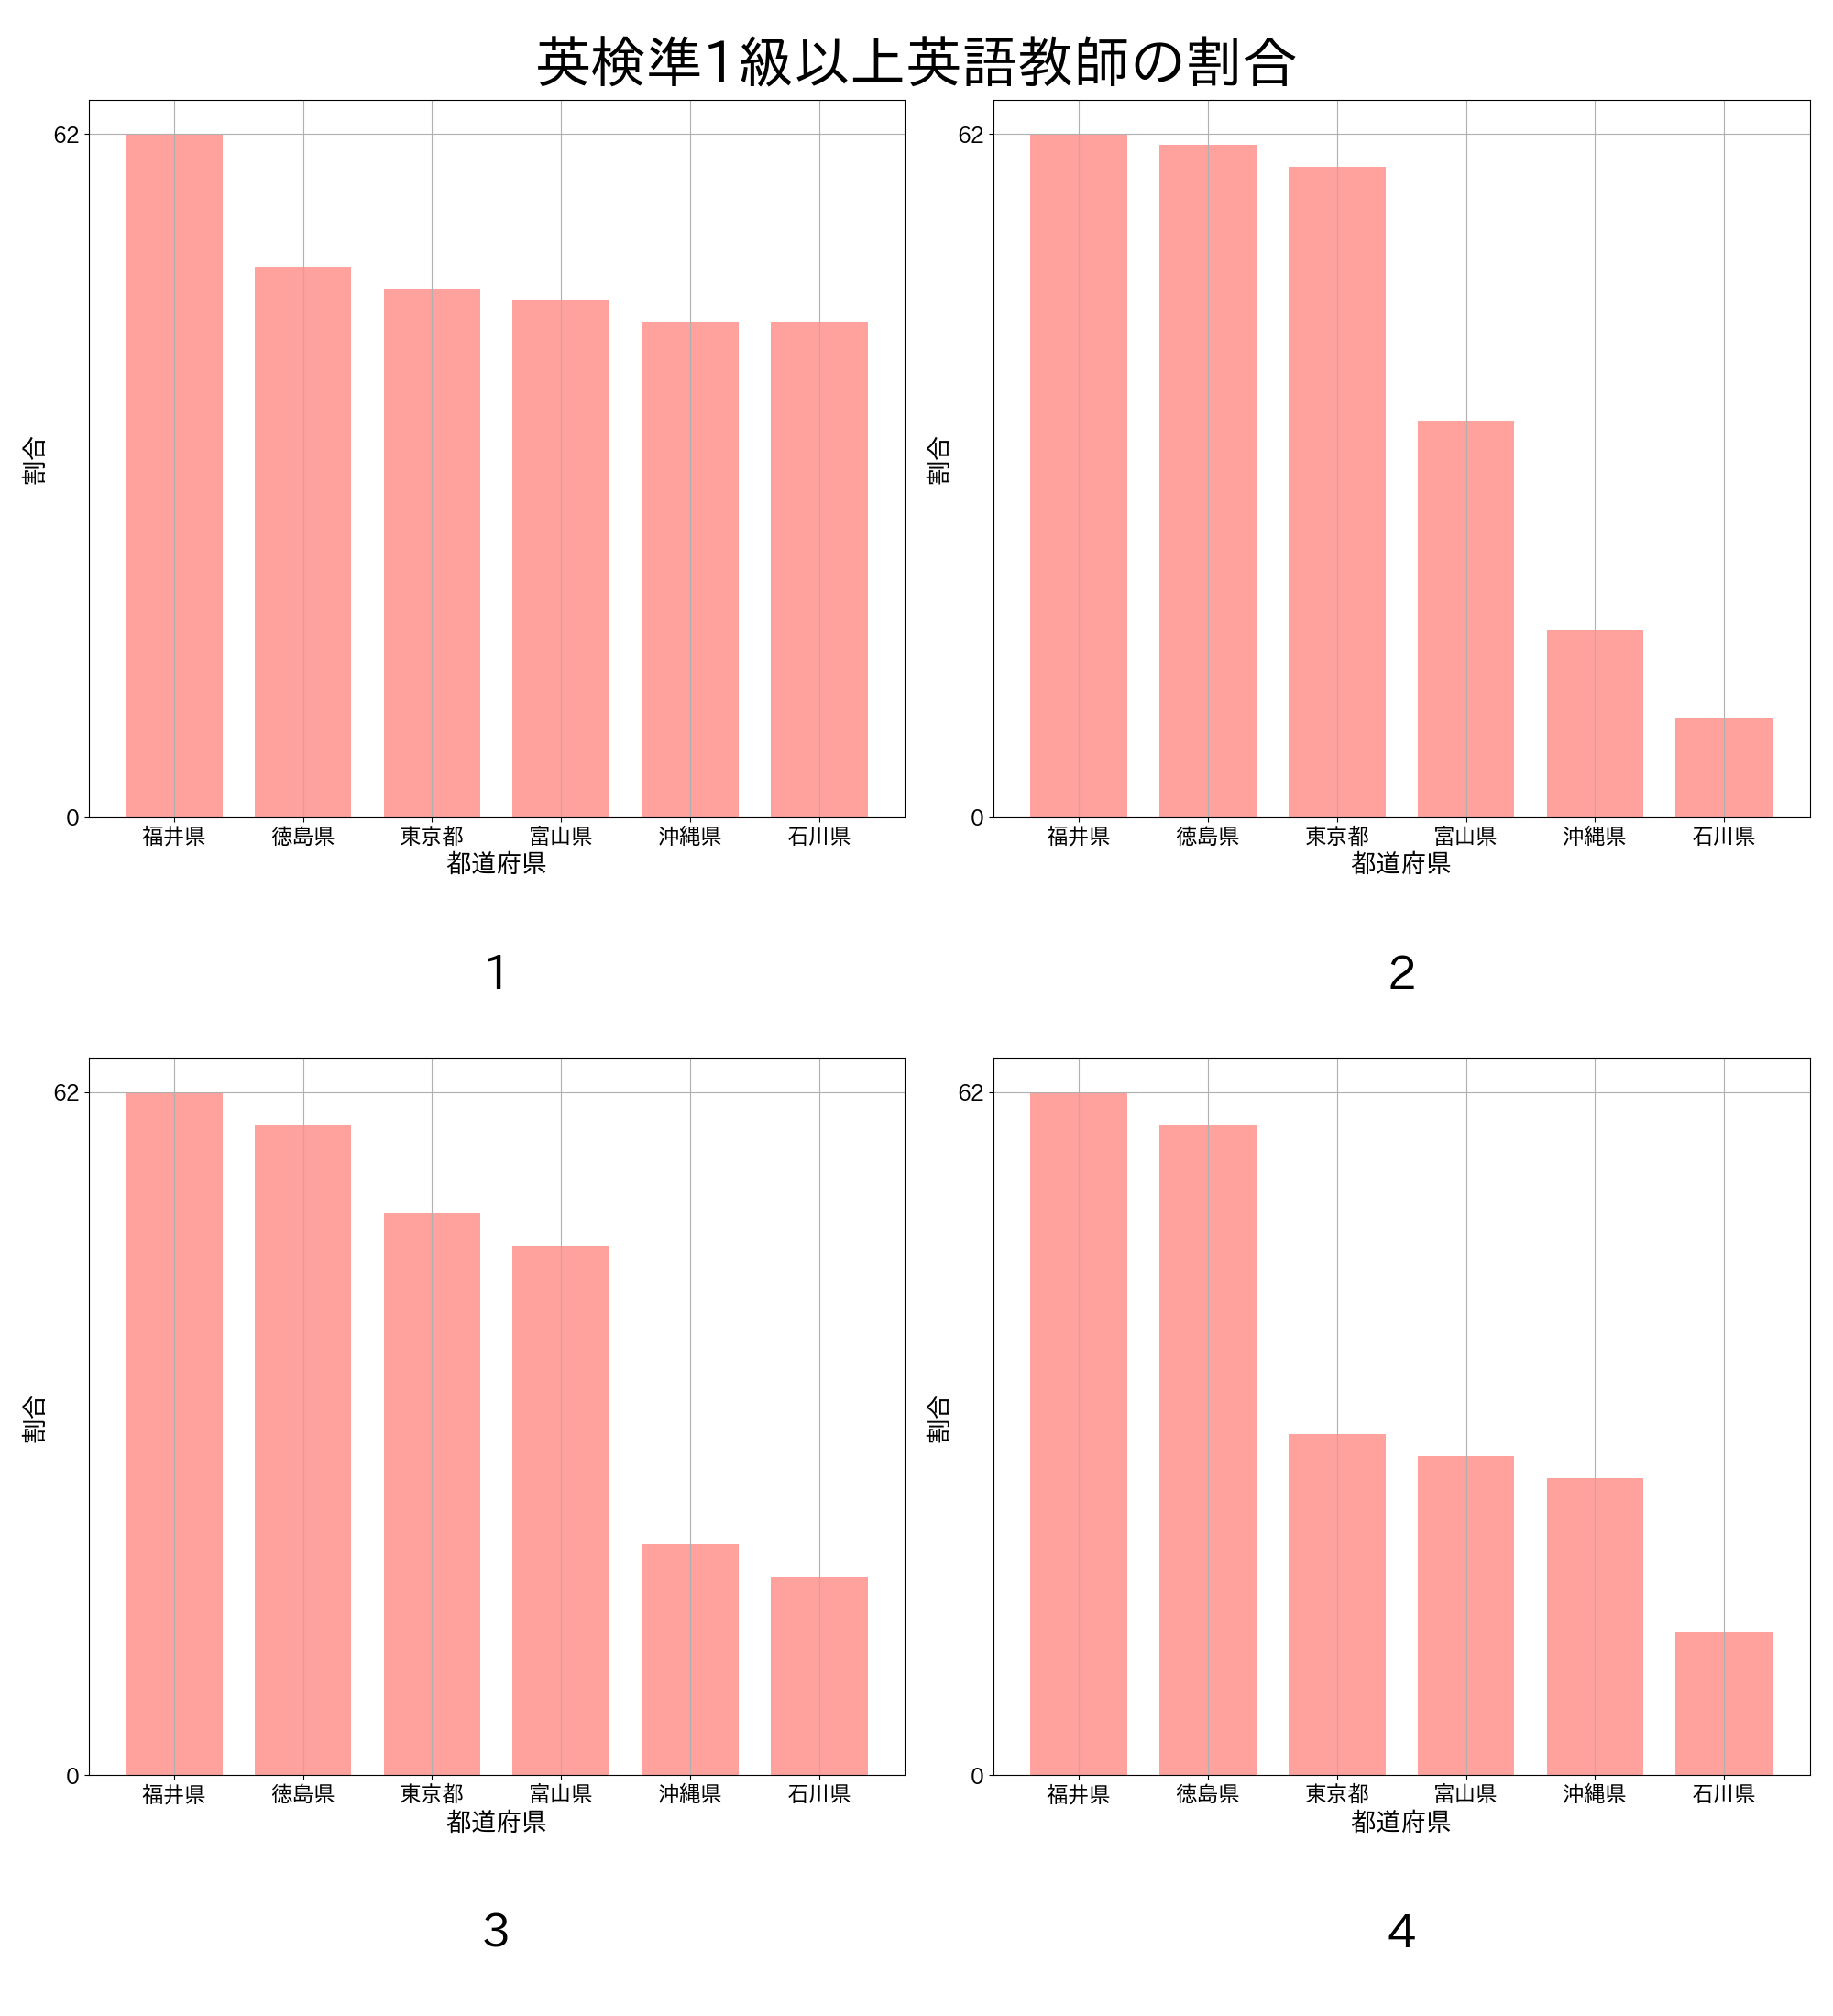 英検準1級以上英語教師の割合
62
0
割合
福井県 徳島県 東京都 富山県 沖縄県 石川県
都道府県
1
62
0
割合
福井県 徳島県 東京都 富山県 沖縄県 石川県
都道府県
2
62
0
割合
福井県 徳島県 東京都 富山県 沖縄県 石川県
都道府県
3
62
0
割合
福井県 徳島県 東京都 富山県 沖縄県 石川県
都道府県
4